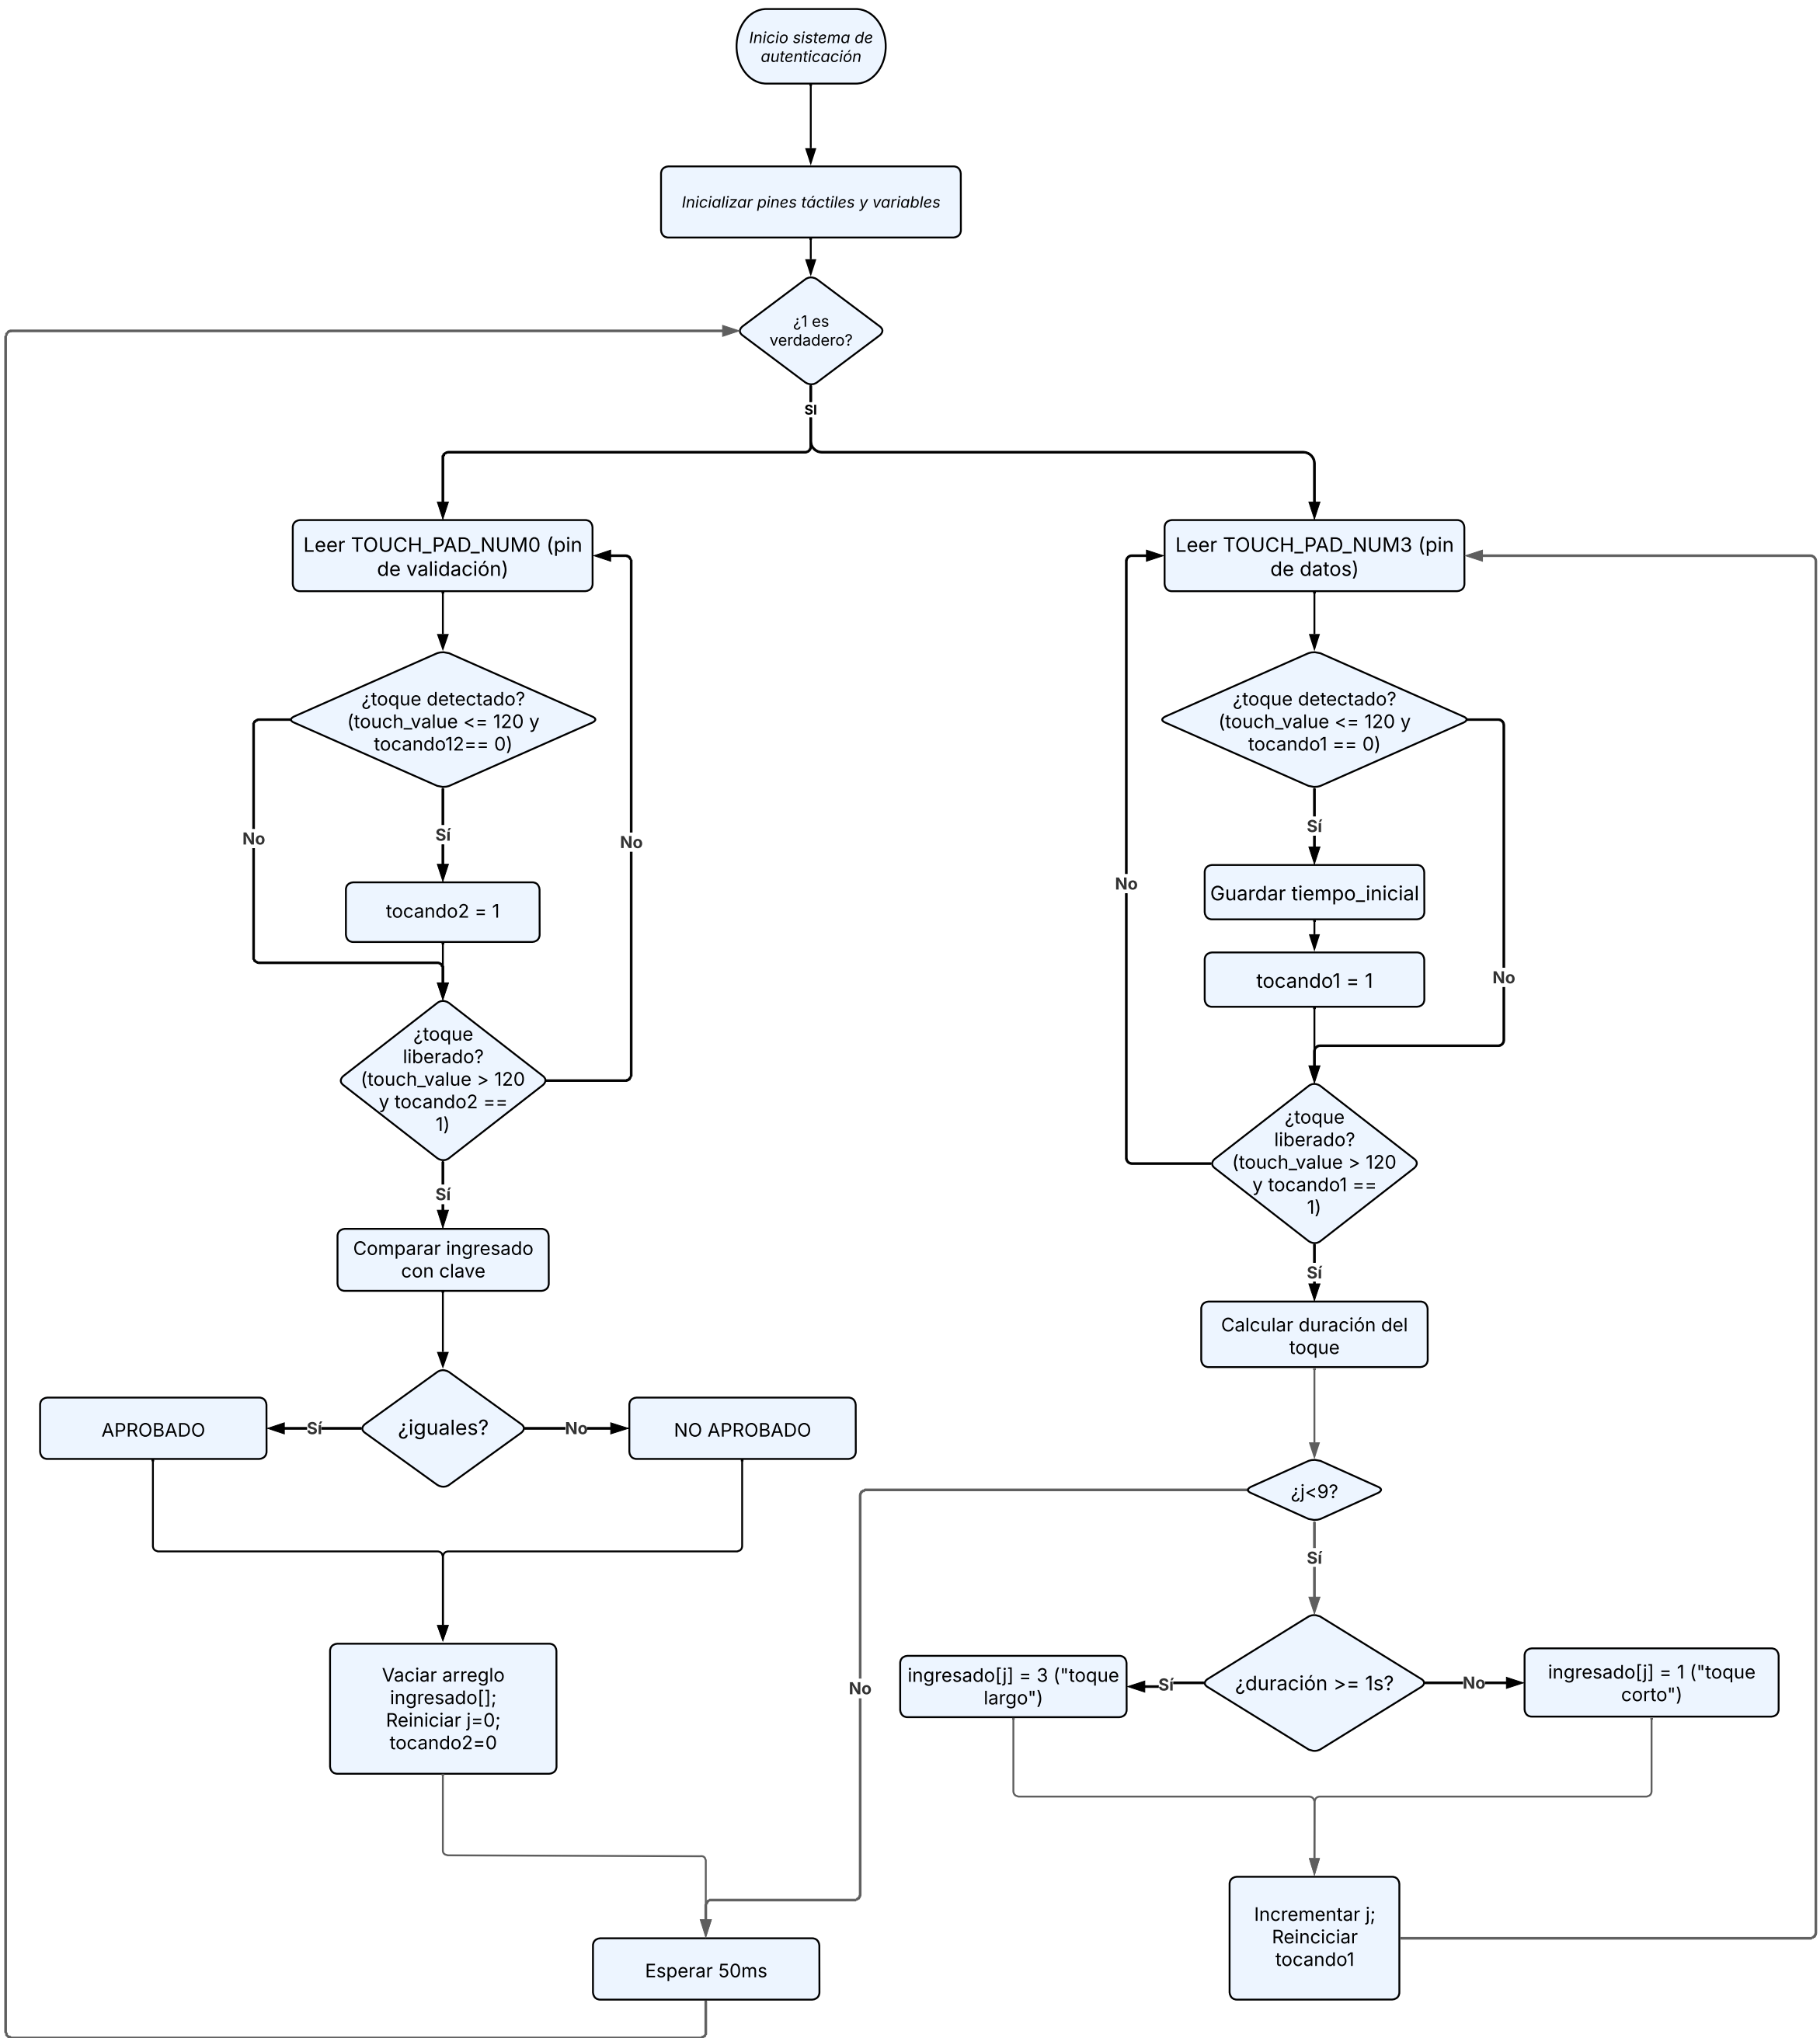 Inicio sistema de
autenticación
Inicializar pines táctiles y variables
¿1 es
verdadero?
SI
Leer TOUCH_PAD_NUM0 (pin
de validación)
¿toque detectado?
(touch_value <= 120 y
tocando12== 0)
No
Sí
No
tocando2 = 1
¿toque
liberado?
(touch_value > 120
y tocando2 ==
1)
Sí
Comparar ingresado
con clave
¿iguales?
Sí
No
APROBADO
NO APROBADO
Vaciar arreglo
ingresado[];
Reiniciar j=0;
tocando2=0
Esperar 50ms
Leer TOUCH_PAD_NUM3 (pin
de datos)
¿toque detectado?
(touch_value <= 120 y
tocando1 == 0)
Sí
No
No
Guardar tiempo_inicial
tocando1 = 1
¿toque
liberado?
(touch_value > 120
y tocando1 ==
1)
Sí
Calcular duración del
toque
¿j<9?
Sí
No
¿duración >= 1s?
Sí
No
ingresado[j] = 3 ("toque
largo")
ingresado[j] = 1 ("toque
corto")
Incrementar j;
Reinciciar
tocando1